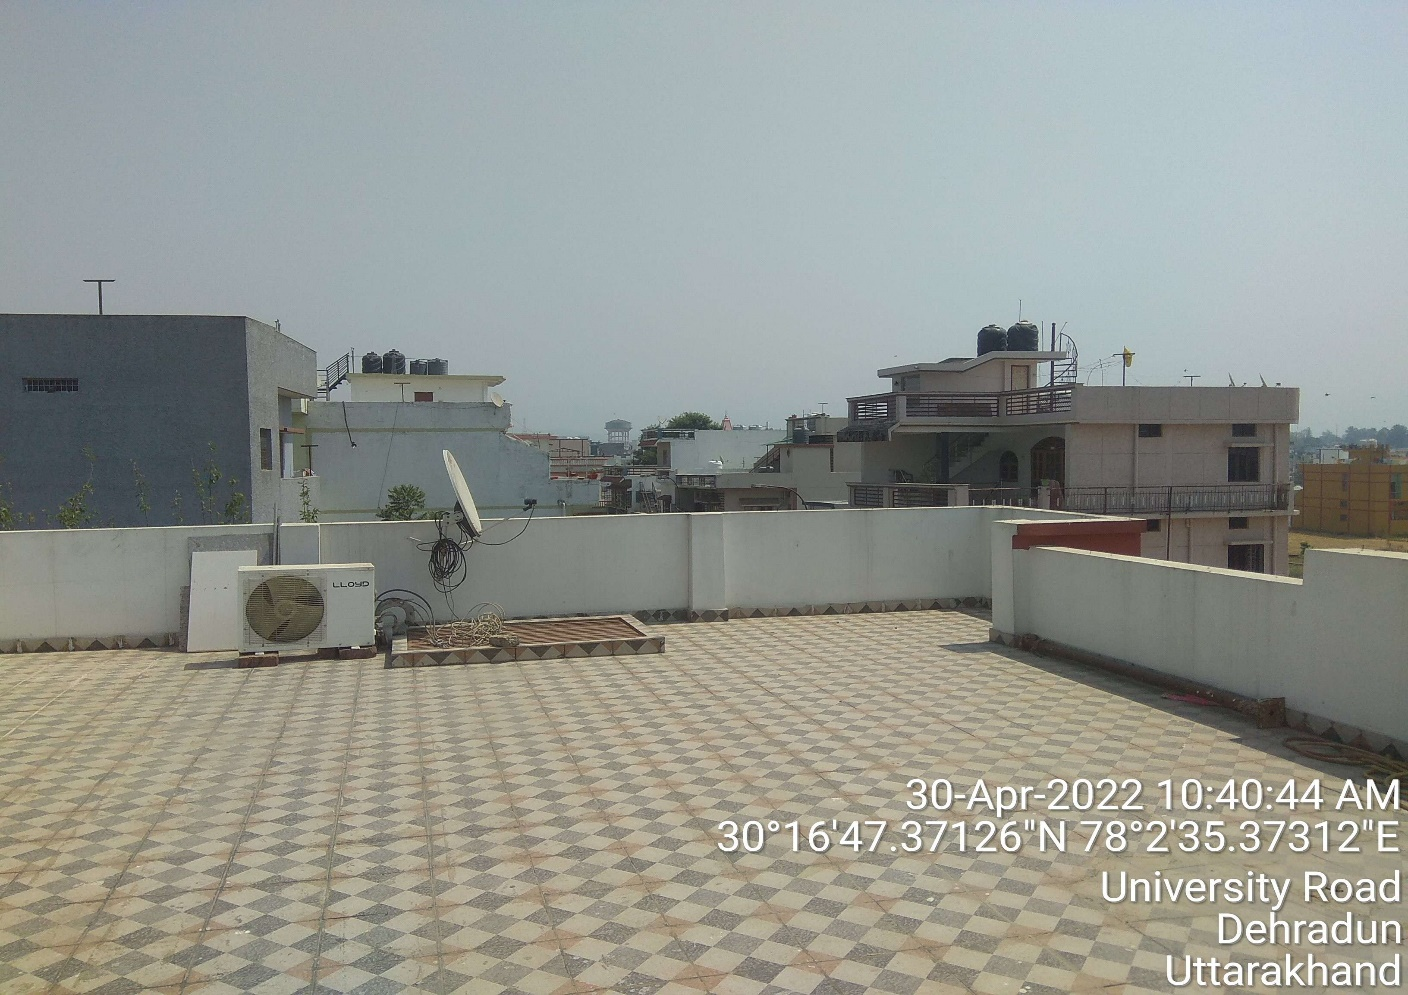 LLOYD
30-Apr-2022 10:40:44 AM
30°16'47.37126"N 78°2'35.37312"E
University Road
Dehradun
Uttarakhand